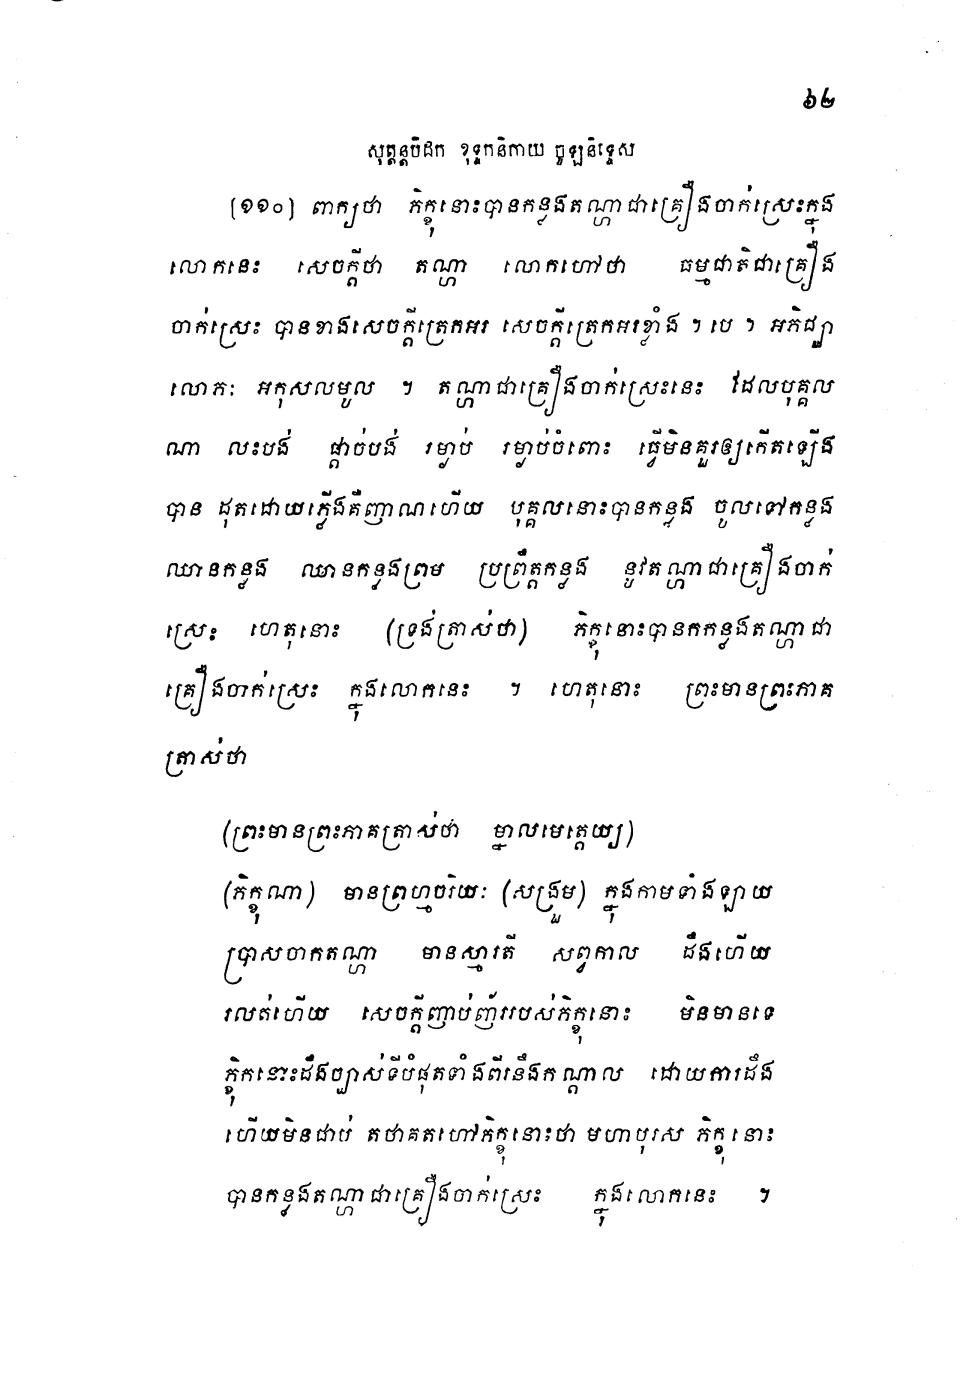 ៦២
សុត្តន្តបិដក ខុទ្ទកនិកាយ ចូឡនិទ្ទេស
[១១០] ពាក្យថា ភិក្ខុនោះបានកន្លងតណ្ហាជាគ្រឿងចាក់ស្រេះក្នុង
លោកនេះ សេចក្តីថា តណ្ហា លោកហៅថា ធម្មជាតិជាគ្រឿង
ចាក់ស្រេះ បានខាងសេចក្តីត្រេកអរ សេចក្តីត្រេកអរខ្លាំង ។ បេ ។ អភិជ្ឈា
លោភៈ អកុសលមូល ។ តណ្ហាជាគ្រឿងចាក់ស្រេះនេះ ដែលបុគ្គល
ណា លះបង់ ផ្តាច់បង់ រម្ងាប់ រម្ងាប់ចំពោះ ធ្វើមិនគួរឲ្យកើតឡើង
បាន ដុតដោយភ្លើងគឺញាណហើយ បុគ្គលនោះបានកន្លង ចូលទៅកន្លង
ឈានកន្លង ឈានកន្លងព្រម ប្រព្រឹត្តកន្លង នូវតណ្ហាជាគ្រឿងចាក់
ស្រេះ ហេតុនោះ (ទ្រង់ត្រាស់ថា) ភិក្ខុនោះបានកកន្លងតណ្ហាជា
គ្រឿងចាក់ស្រេះ ក្នុងលោកនេះ ។ ហេតុនោះ ព្រះមានព្រះភាគ
ត្រាស់ថា
(ព្រះមានព្រះភាគត្រាស់ថា ម្នាលមេត្តេយ្យ)
(ភិក្ខុណា) មានព្រហ្មចរិយៈ (សង្រួម) ក្នុងកាមទាំងឡាយ
ប្រាសចាកតណ្ហា មានស្មារតី សព្វកាល ដឹងហើយ
រលត់ហើយ សេចក្តីញាប់ញ័ររបស់ភិក្ខុនោះ មិនមានទេ
ភិក្ខុកនោះដឹងច្បាស់ទីបំផុតទាំងពីរនឹងកណ្តាល ដោយការដឹង
ហើយមិនជាប់ តថាគតហៅភិក្ខុនោះថា មហាបុរស ភិក្ខុនោះ
បានកន្លងតណ្ហាជាគ្រឿងចាក់ស្រេះ ក្នុងលោកនេះ ។